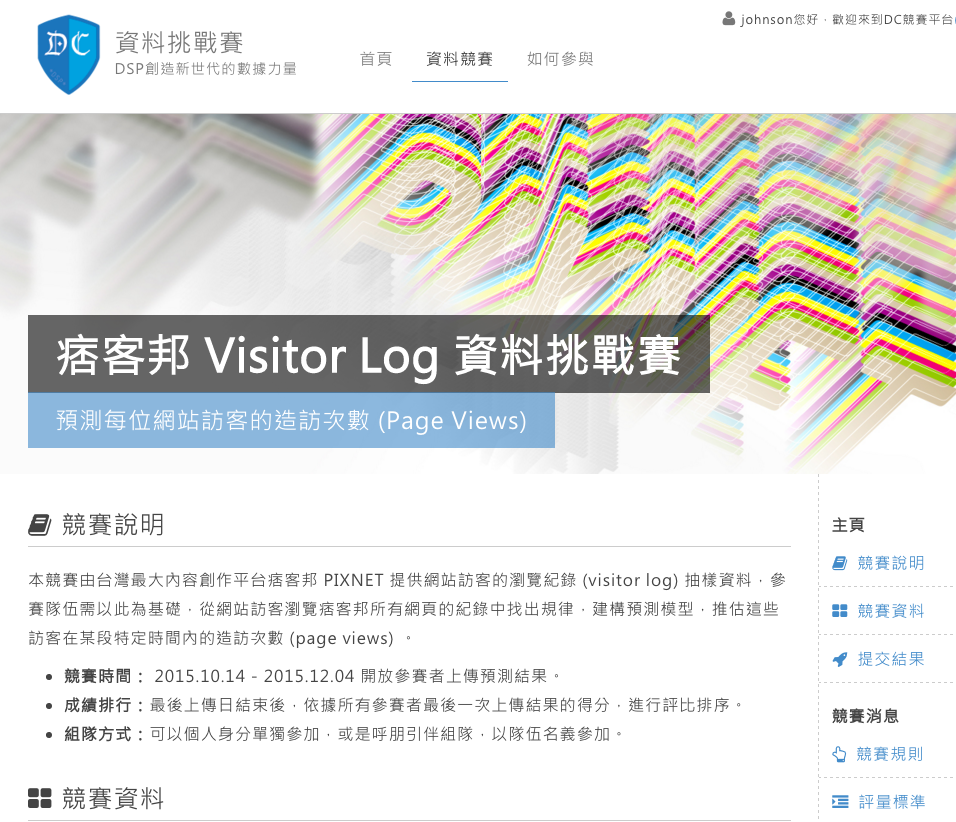 DC
資料挑戰賽
DSP創造新世代的數據力量
首頁
資料競賽
如何參與
johnson您好，歡迎來到DC競賽平台
痞客邦 Visitor Log 資料挑戰賽
預測每位網站訪客的造訪次數 (Page Views)
競賽說明
本競賽由台灣最大內容創作平台痞客邦 PIXNET 提供網站訪客的瀏覽紀錄 (visitor log) 抽樣資料，參
賽隊伍需以此為基礎，從網站訪客瀏覽痞客邦所有網頁的紀錄中找出規律，建構預測模型，推估這些
訪客在某段特定時間內的造訪次數 (page views) 。
競賽時間： 2015.10.14 - 2015.12.04 開放參賽者上傳預測結果。
成績排行：最後上傳日結束後，依據所有參賽者最後一次上傳結果的得分，進行評比排序。
組隊方式：可以個人身分單獨參加，或是呼朋引伴組隊，以隊伍名義參加。
競賽資料
主頁
競賽說明
競賽資料
提交結果
競賽消息
競賽規則
評量標準